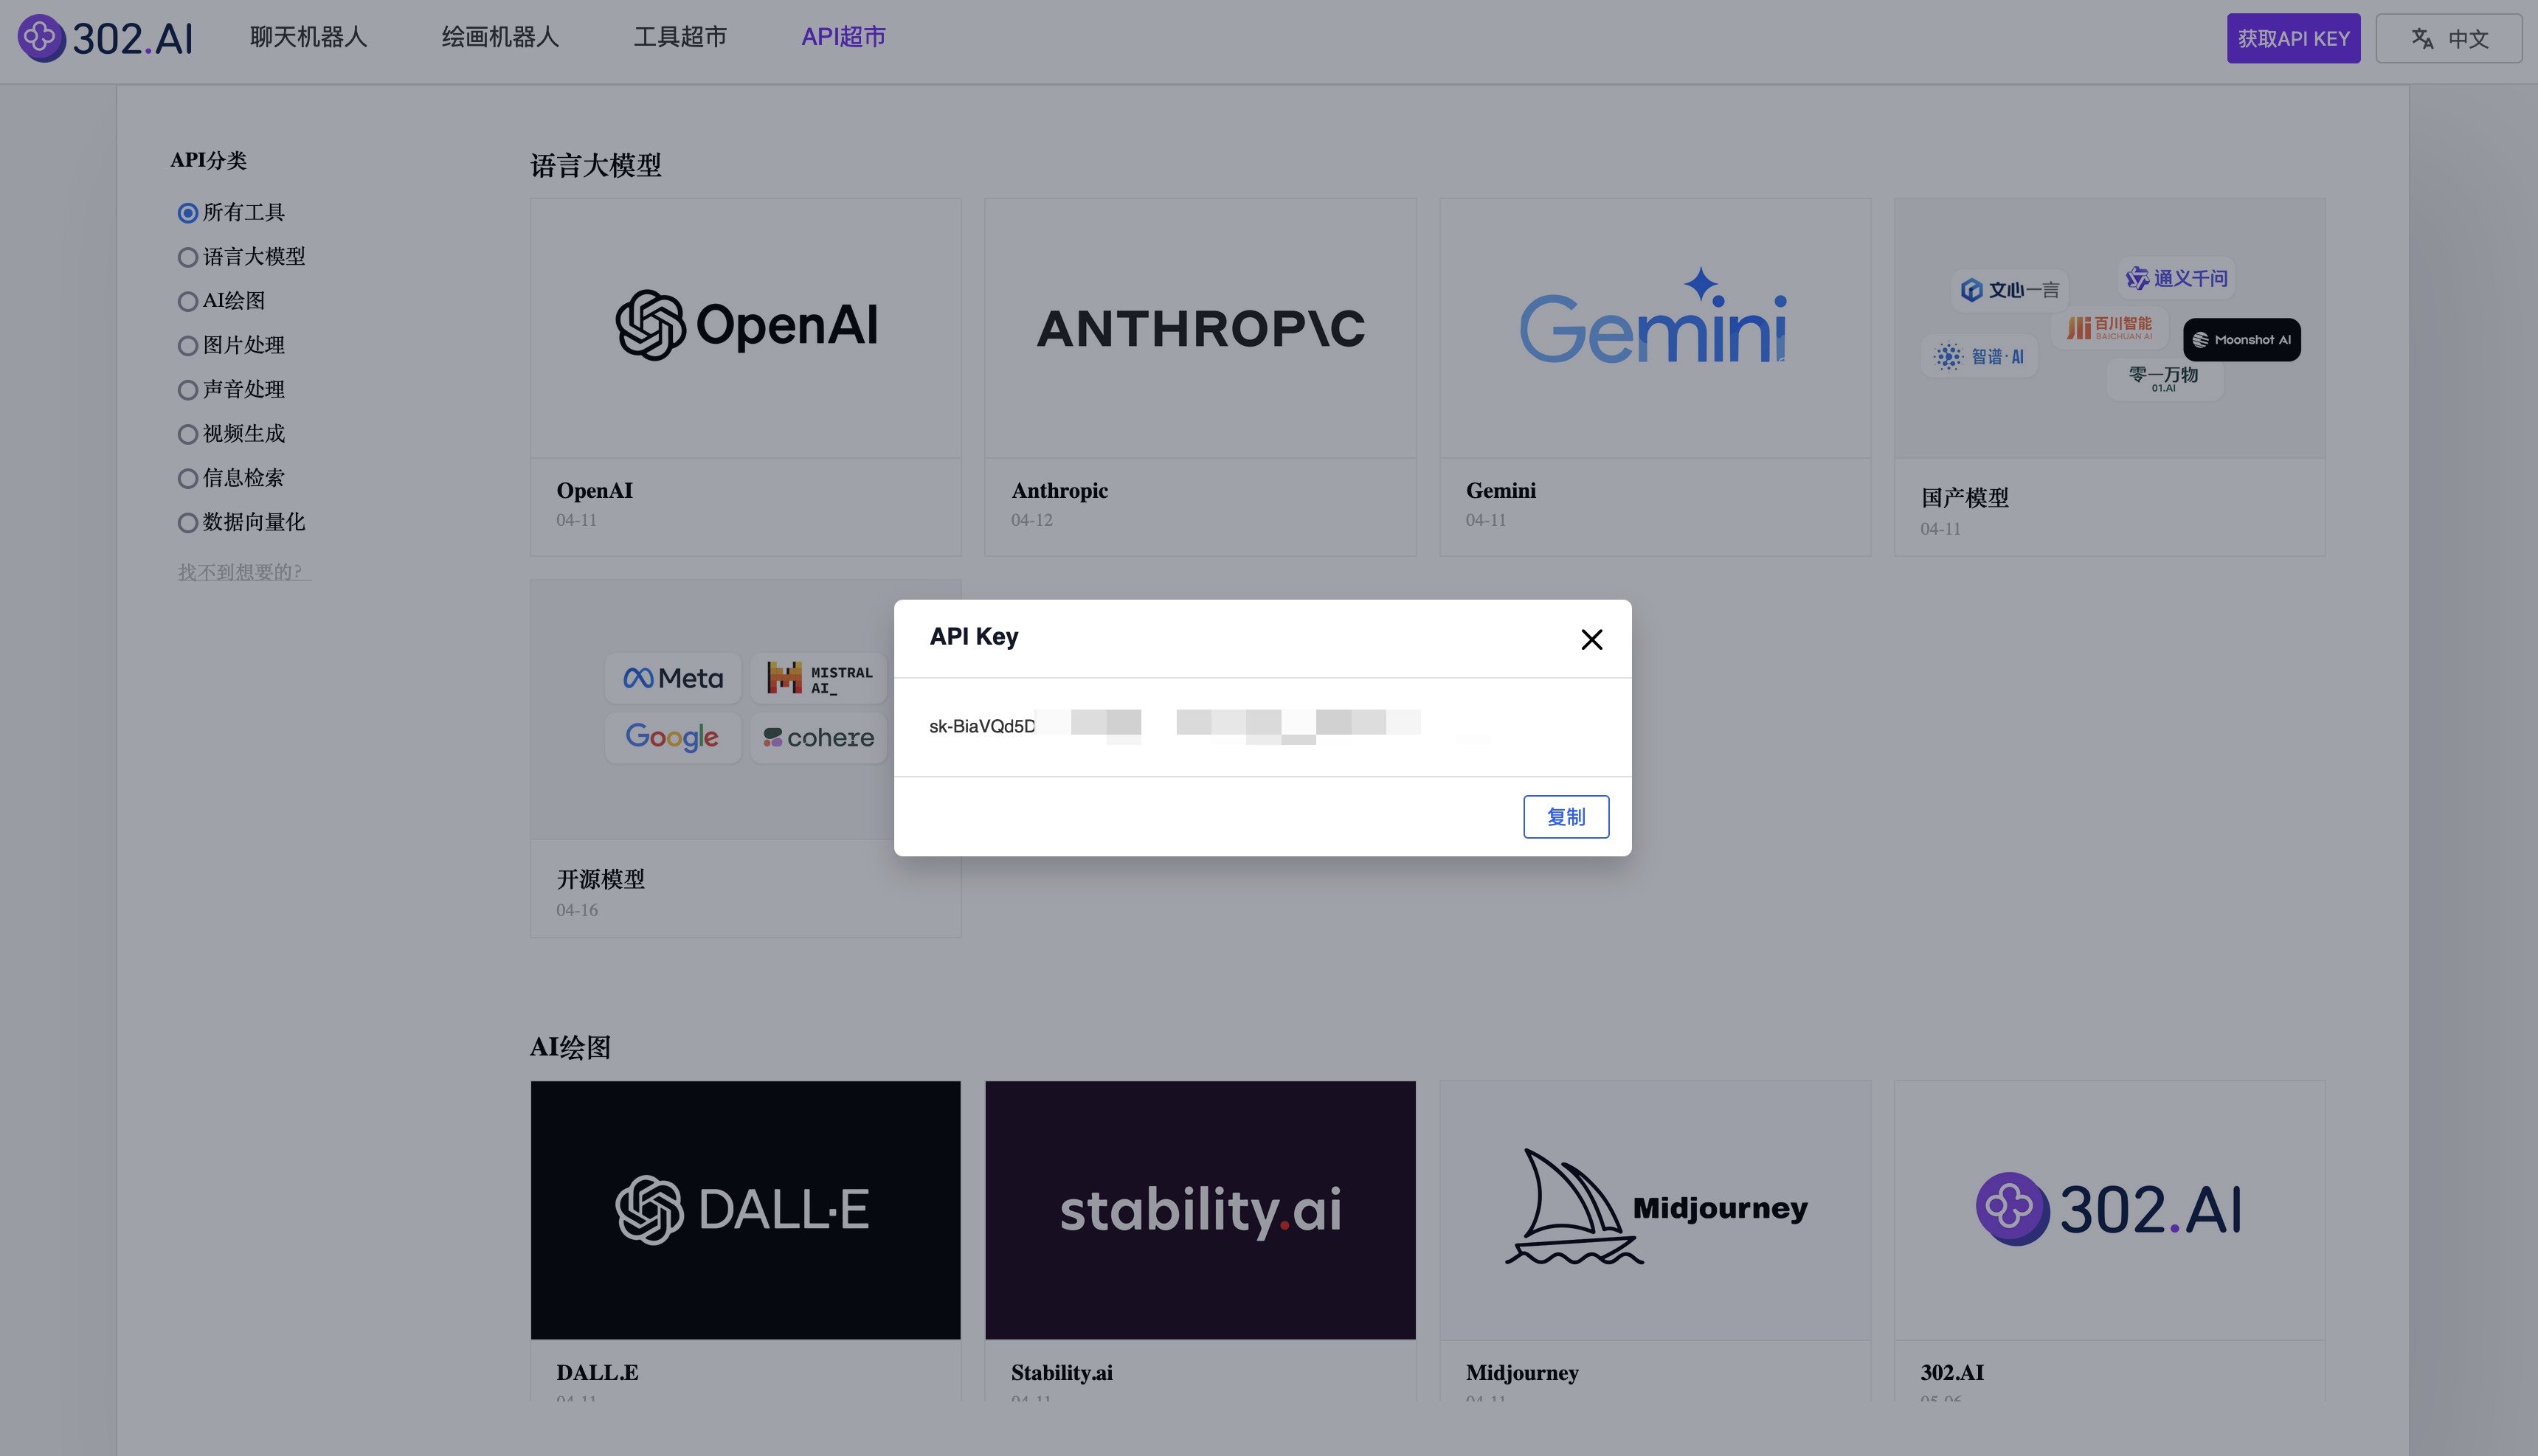 302.AI
聊天机器人
绘画机器人
工具超市
API超市
获取API KEY
中文
API分类
所有工具
语言大模型
AI绘图
图片处理
声音处理
视频生成
信息检索
数据向量化
找不到想要的?
语言大模型
OpenAI
OpenAI
04-11
ANTHROP\C
Anthropic
04-12
Gemini
Gemini
04-11
文心一言
通义千问
百川智能
BAICHUAN AI
Moonshot AI
智谱·AI
零一万物
01.AI
国产模型
04-11
Meta
MISTRAL
AI_
Google
cohere
开源模型
04-16
API Key
sk-BiaVQd5D
复制
AI绘图
DALL·E
DALL.E
04-11
stability.ai
Stability.ai
04-11
Midjourney
Midjourney
04-11
302.AI
302.AI
05-06